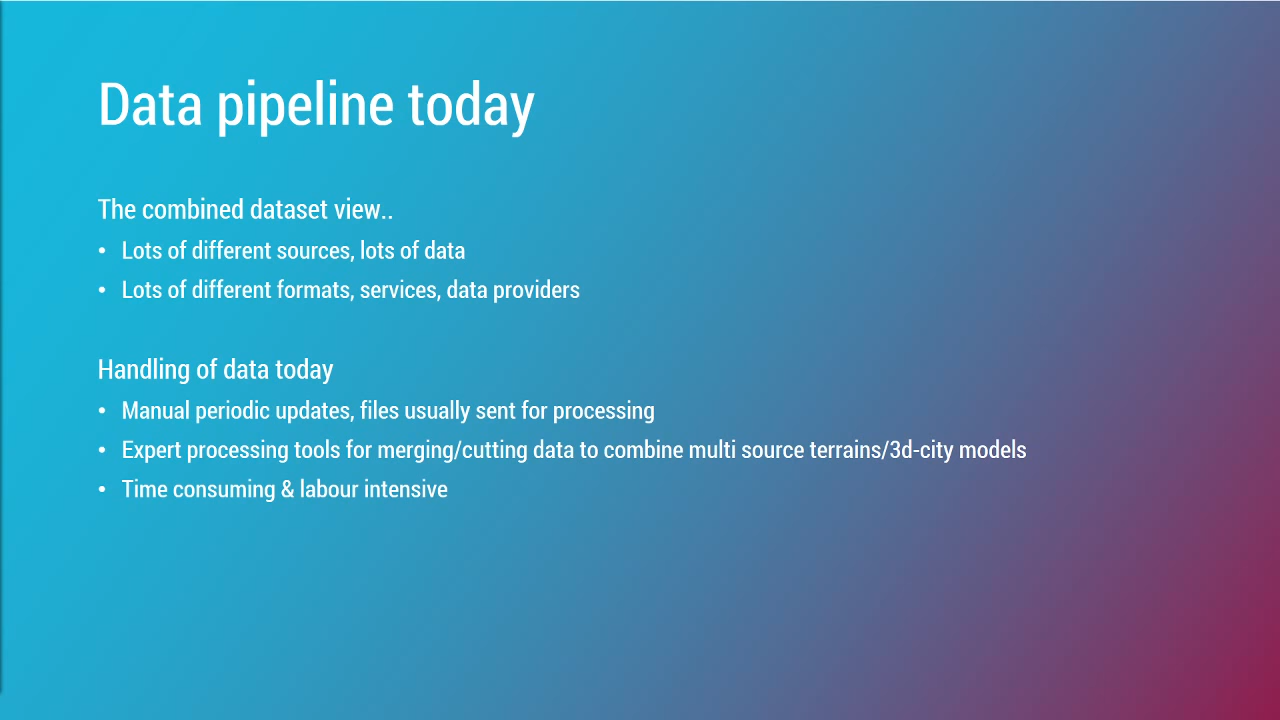 Data pipeline today
The combined dataset view..
• Lots of different sources, lots of data
• Lots of different formats, services, data providers
Handling of data today
• Manual periodic updates, files usually sent for processing
• Expert processing tools for merging/cutting data to combine multi source terrains/3d-city models
• Time consuming & labour intensive